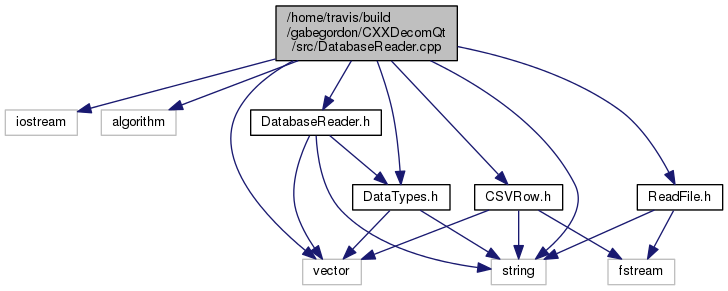 /home/travis/build
/gabegordon/CXXDecomQt
/src/DatabaseReader.cpp
iostream
algorithm
DatabaseReader.h
DataTypes.h
CSVRow.h
ReadFile.h
vector
string
fstream